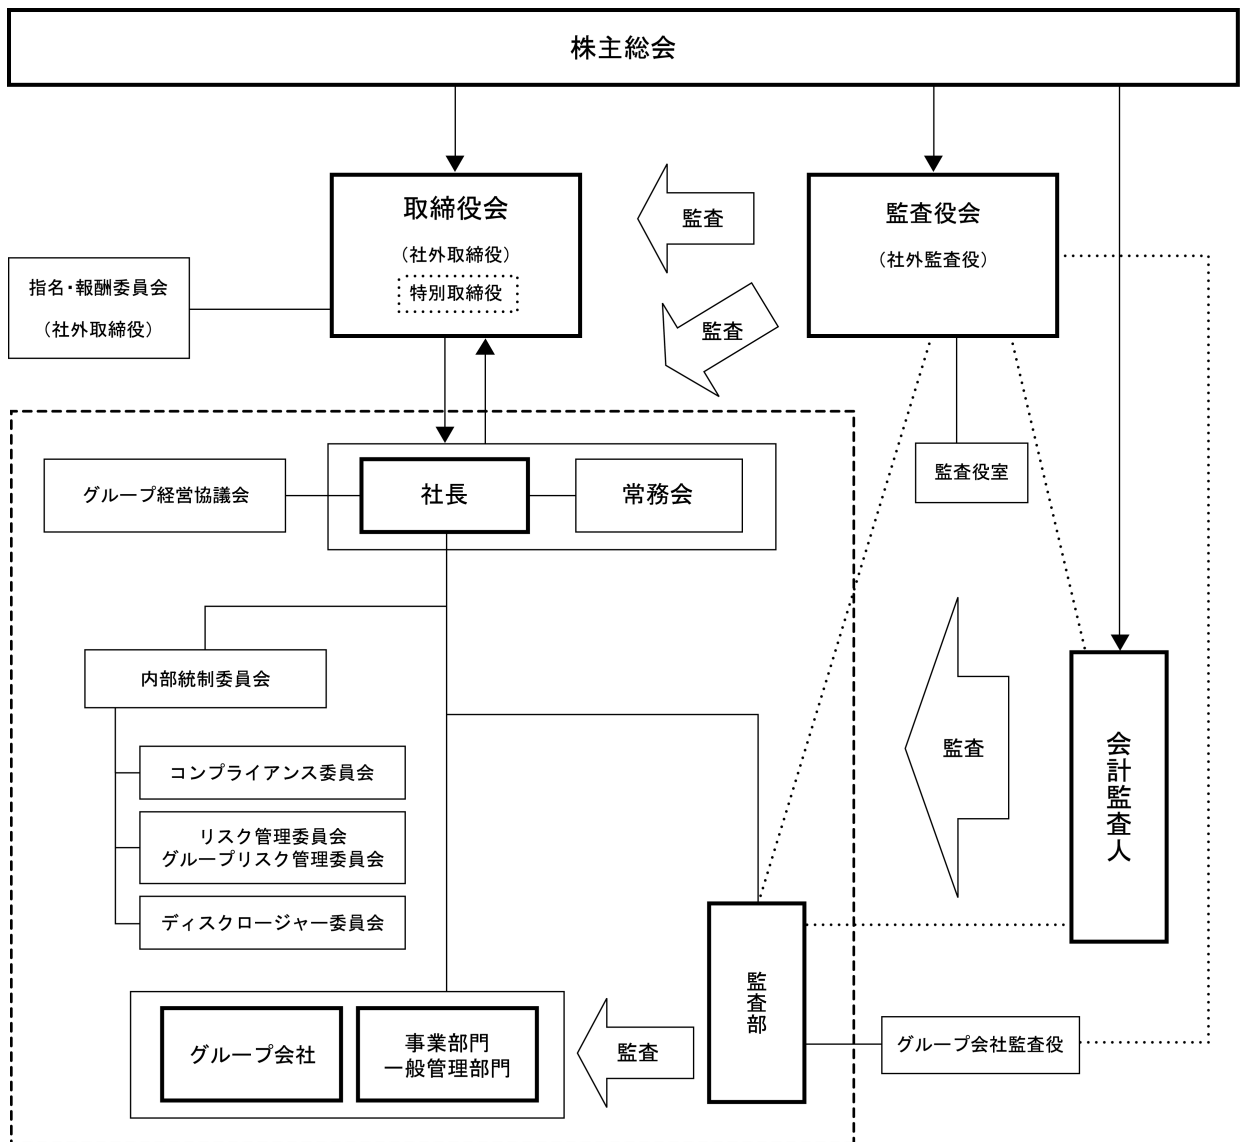 株主総会
取締役会
(社外取締役)
特別取締役
監査
監査役会
(社外監査役)
指名・報酬委員会
(社外取締役)
監査
グループ経営協議会
社長
常務会
監査役室
内部統制委員会
コンプライアンス委員会
リスク管理委員会
グループリスク管理委員会
ディスクロージャー委員会
監査
会計監査人
監査部
グループ会社
事業部門
一般管理部門
監査
グループ会社監査役